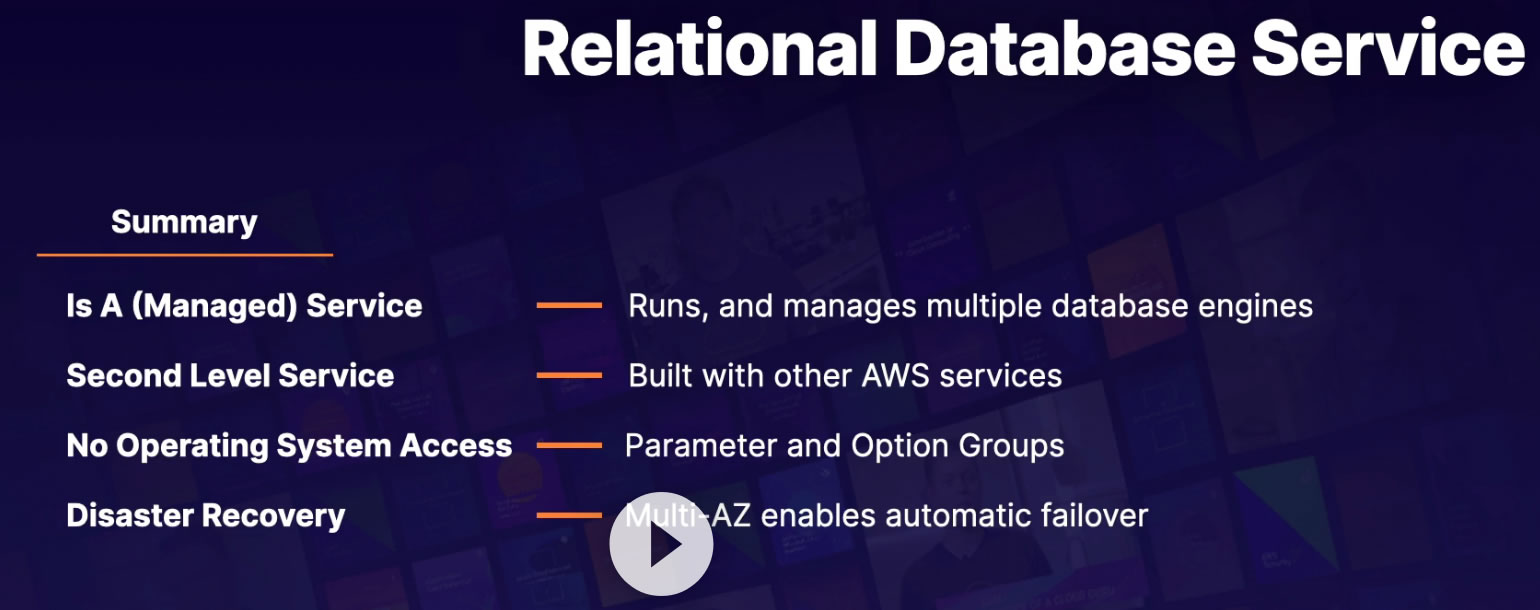 Relational Database Service
Summary
Is A (Managed) Service — Runs, and manages multiple database engines
Second Level Service — Built with other AWS services
No Operating System Access — Parameter and Option Groups
Disaster Recovery — Multi-AZ enables automatic failover